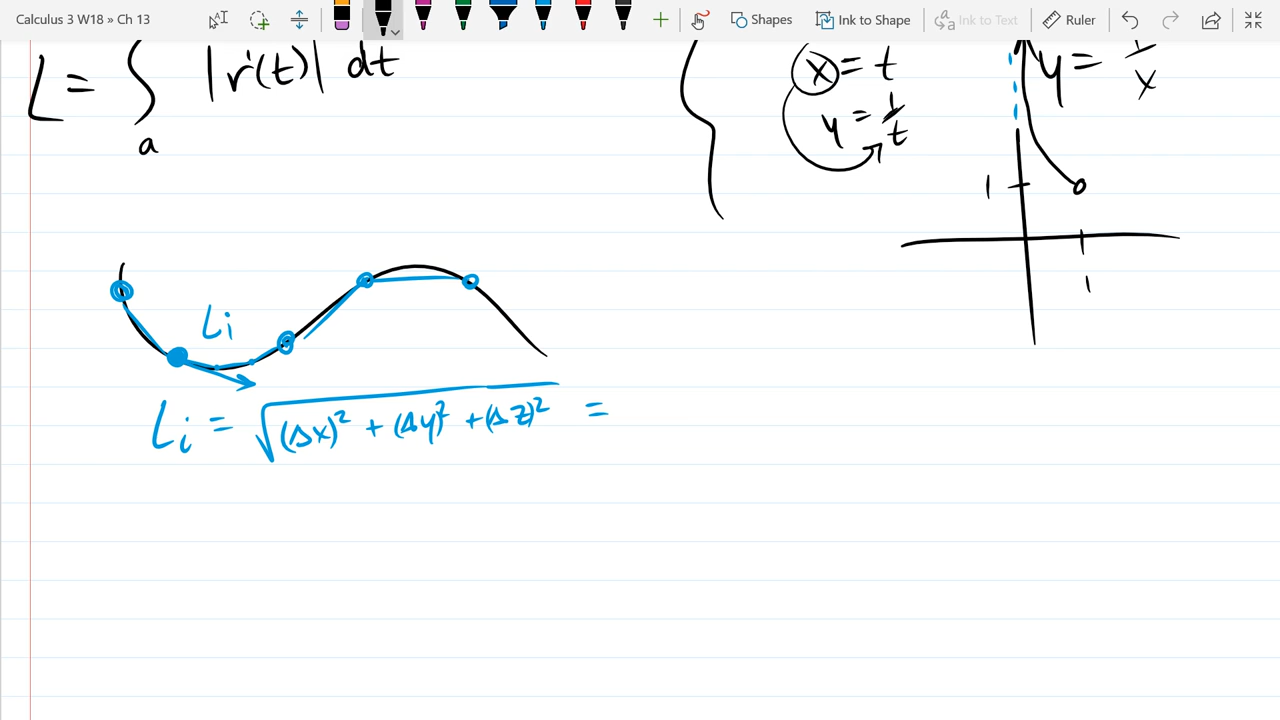 Calculus 3 W18 » Ch 13
Shapes
Ink to Shape
Ink to Text
Ruler
L = ∫ |r'(t)| dt
a
x = t
y = 1/t
y = 1/x
1
1
Li
Li = √((Δx)² + (Δy)² + (Δz)²) =